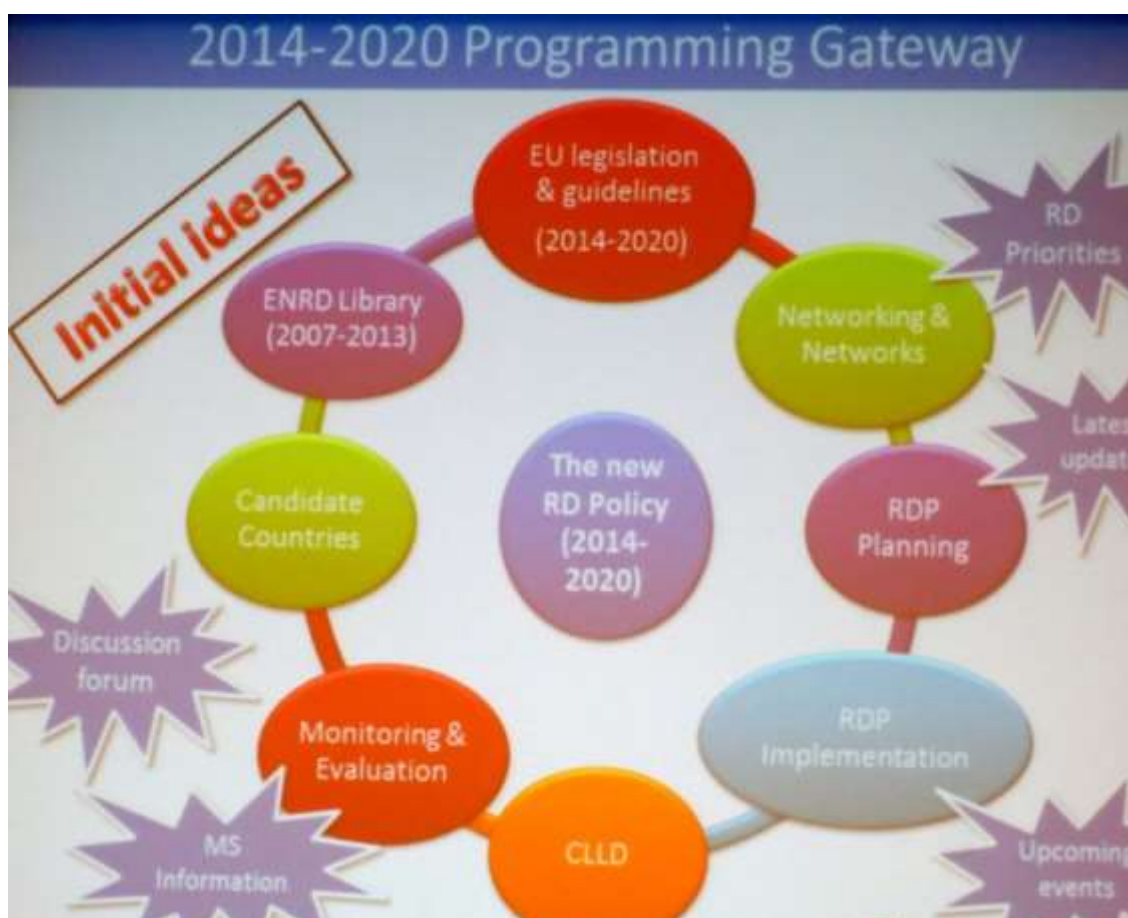 2014-2020 Programming Gateway
Initial ideas
EU legislation
& guidelines
(2014-2020)
RD
Priorities
ENRD Library
(2007-2013)
Networking &
Networks
Latest
updat
The new
RD Policy
(2014-
2020)
Candidate
Countries
RDP
Planning
Discussion
forum
Monitoring &
Evaluation
RDP
Implementation
MS
Information
CLLD
Upcoming
events